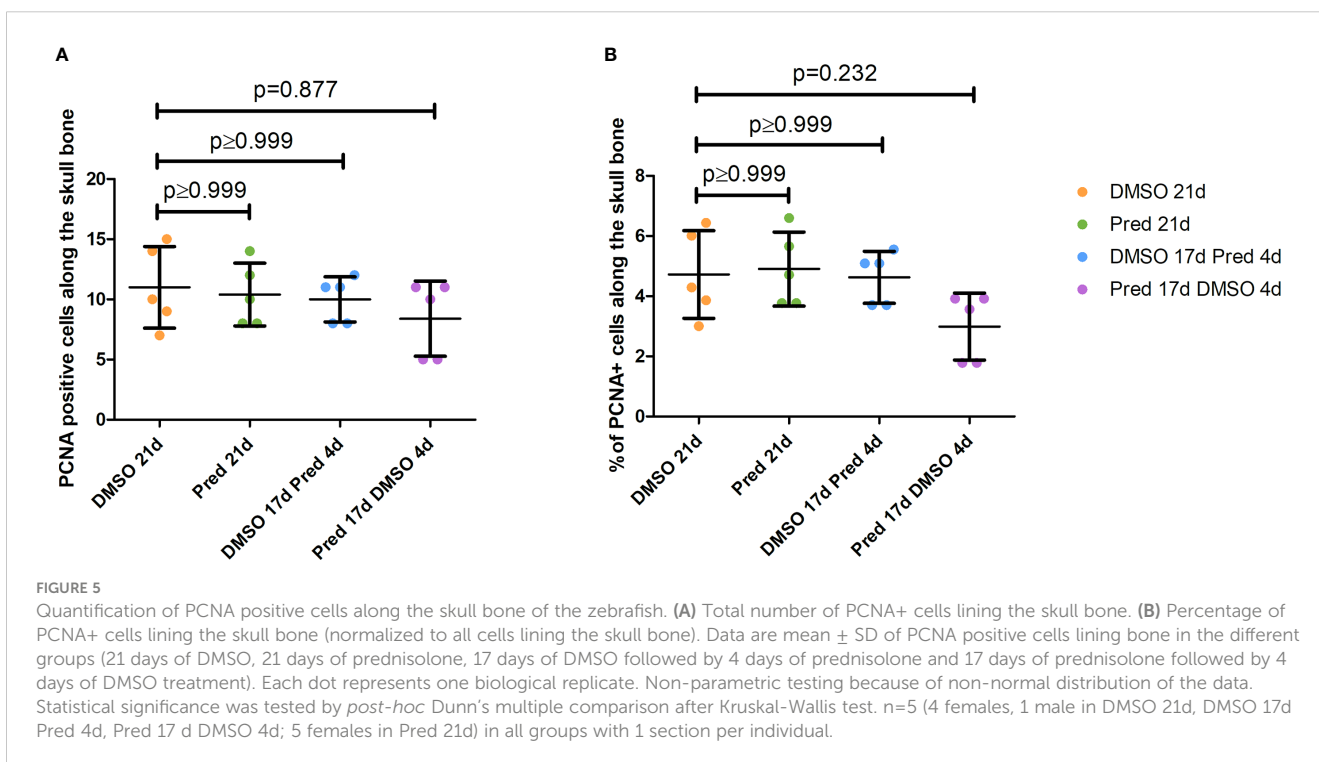 A
p=0.877
p≥0.999
p≥0.999
PCNA positive cells along the skull bone
20
15
10
5
0
DMSO 21d
Pred 21d
DMSO 17d Pred 4d
Pred 17d DMSO 4d
B
p=0.232
p≥0.999
p≥0.999
%of PCNA+ cells along the skull bone
8
6
4
2
0
DMSO 21d
Pred 21d
DMSO 17d Pred 4d
Pred 17d DMSO 4d
DMSO 21d
Pred 21d
DMSO 17d Pred 4d
Pred 17d DMSO 4d
FIGURE 5
Quantification of PCNA positive cells along the skull bone of the zebrafish. (A) Total number of PCNA+ cells lining the skull bone. (B) Percentage of
PCNA+ cells lining the skull bone (normalized to all cells lining the skull bone). Data are mean ± SD of PCNA positive cells lining bone in the different
groups (21 days of DMSO, 21 days of prednisolone, 17 days of DMSO followed by 4 days of prednisolone and 17 days of prednisolone followed by 4
days of DMSO treatment). Each dot represents one biological replicate. Non-parametric testing because of non-normal distribution of the data.
Statistical significance was tested by post-hoc Dunn's multiple comparison after Kruskal-Wallis test. n=5 (4 females, 1 male in DMSO 21d, DMSO 17d
Pred 4d, Pred 17 d DMSO 4d; 5 females in Pred 21d) in all groups with 1 section per individual.